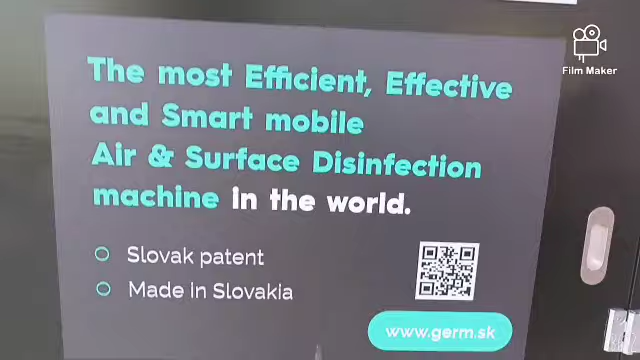 Film Maker
The most Efficient, Effective
and Smart mobile
Air & Surface Disinfection
machine in the world.
Slovak patent
Made in Slovakia
www.germ.sk